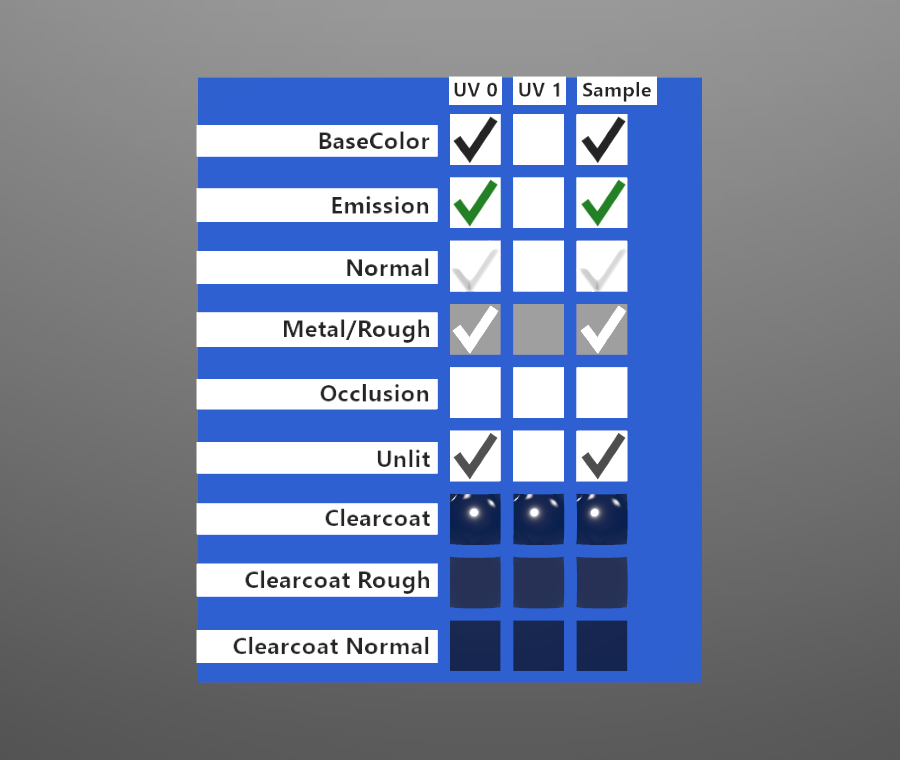 UV 0 UV 1 Sample
BaseColor
Emission
Normal
Metal/Rough
Occlusion
Unlit
Clearcoat
Clearcoat Rough
Clearcoat Normal